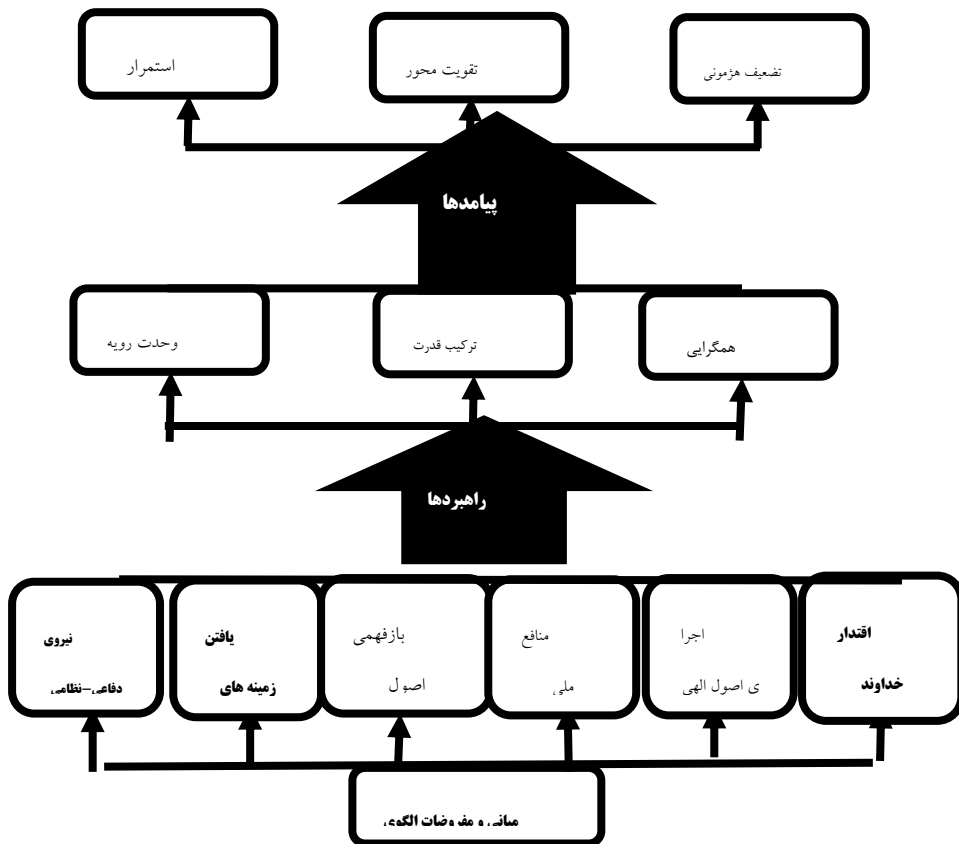 تضعیف هژمونی
تقویت محور
استمرار
پیامدها
همگرایی
ترکیب قدرت
وحدت رویه
راهبردها
اقتدار
خداوند
اجرا
ی اصول الهی
منافع
ملی
بازفهمی
اصول
یافتن
زمینه های
نیروی
دفاعی-نظامی
مبانی و مفروضات الگوی